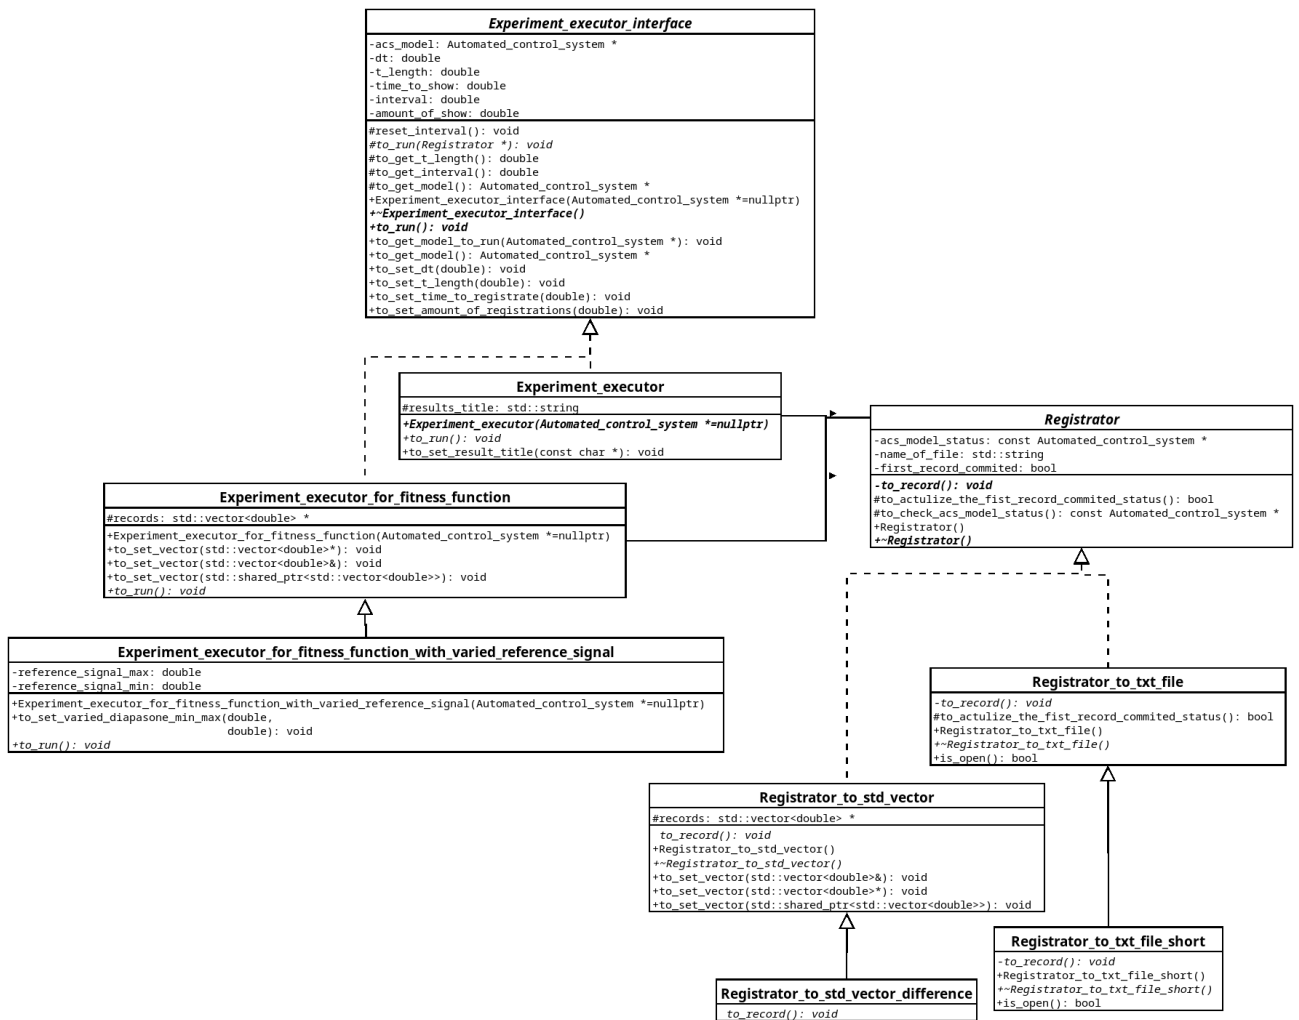 Experiment_executor_interface
-acs_model: Automated_control_system *
-dt: double
-t_length: double
-time_to_show: double
-interval: double
-amount_of_show: double
#reset_interval(): void
#to_run(Registrator *): void
#to_get_t_length(): double
#to_get_interval(): double
#to_get_model(): Automated_control_system *
+Experiment_executor_interface(Automated_control_system *=nullptr)
+~Experiment_executor_interface()
+to_run(): void
+to_get_model_to_run(Automated_control_system *): void
+to_get_model(): Automated_control_system *
+to_set_dt(double): void
+to_set_t_length(double): void
+to_set_time_to_registrate(double): void
+to_set_amount_of_registrations(double): void
Experiment_executor
#results_title: std::string
+Experiment_executor(Automated_control_system *=nullptr)
+to_run(): void
+to_set_result_title(const char *): void
Registrator
-acs_model_status: const Automated_control_system *
-name_of_file: std::string
-first_record_commited: bool
-to_record(): void
#to_actulize_the_fist_record_commited_status(): bool
#to_check_acs_model_status(): const Automated_control_system *
+Registrator()
+~Registrator()
Experiment_executor_for_fitness_function
#records: std::vector<double> *
+Experiment_executor_for_fitness_function(Automated_control_system *=nullptr)
+to_set_vector(std::vector<double>*): void
+to_set_vector(std::vector<double>&): void
+to_set_vector(std::shared_ptr<std::vector<double>>): void
+to_run(): void
Experiment_executor_for_fitness_function_with_varied_reference_signal
-reference_signal_max: double
-reference_signal_min: double
+Experiment_executor_for_fitness_function_with_varied_reference_signal(Automated_control_system *=nullptr)
+to_set_varied_diapasone_min_max(double,
double): void
+to_run(): void
Registrator_to_txt_file
-to_record(): void
#to_actulize_the_fist_record_commited_status(): bool
+Registrator_to_txt_file()
+~Registrator_to_txt_file()
+is_open(): bool
Registrator_to_std_vector
#records: std::vector<double> *
to_record(): void
+Registrator_to_std_vector()
+~Registrator_to_std_vector()
+to_set_vector(std::vector<double>&): void
+to_set_vector(std::vector<double>*): void
+to_set_vector(std::shared_ptr<std::vector<double>>): void
Registrator_to_txt_file_short
-to_record(): void
+Registrator_to_txt_file_short()
+~Registrator_to_txt_file_short()
+is_open(): bool
Registrator_to_std_vector_difference
to_record(): void